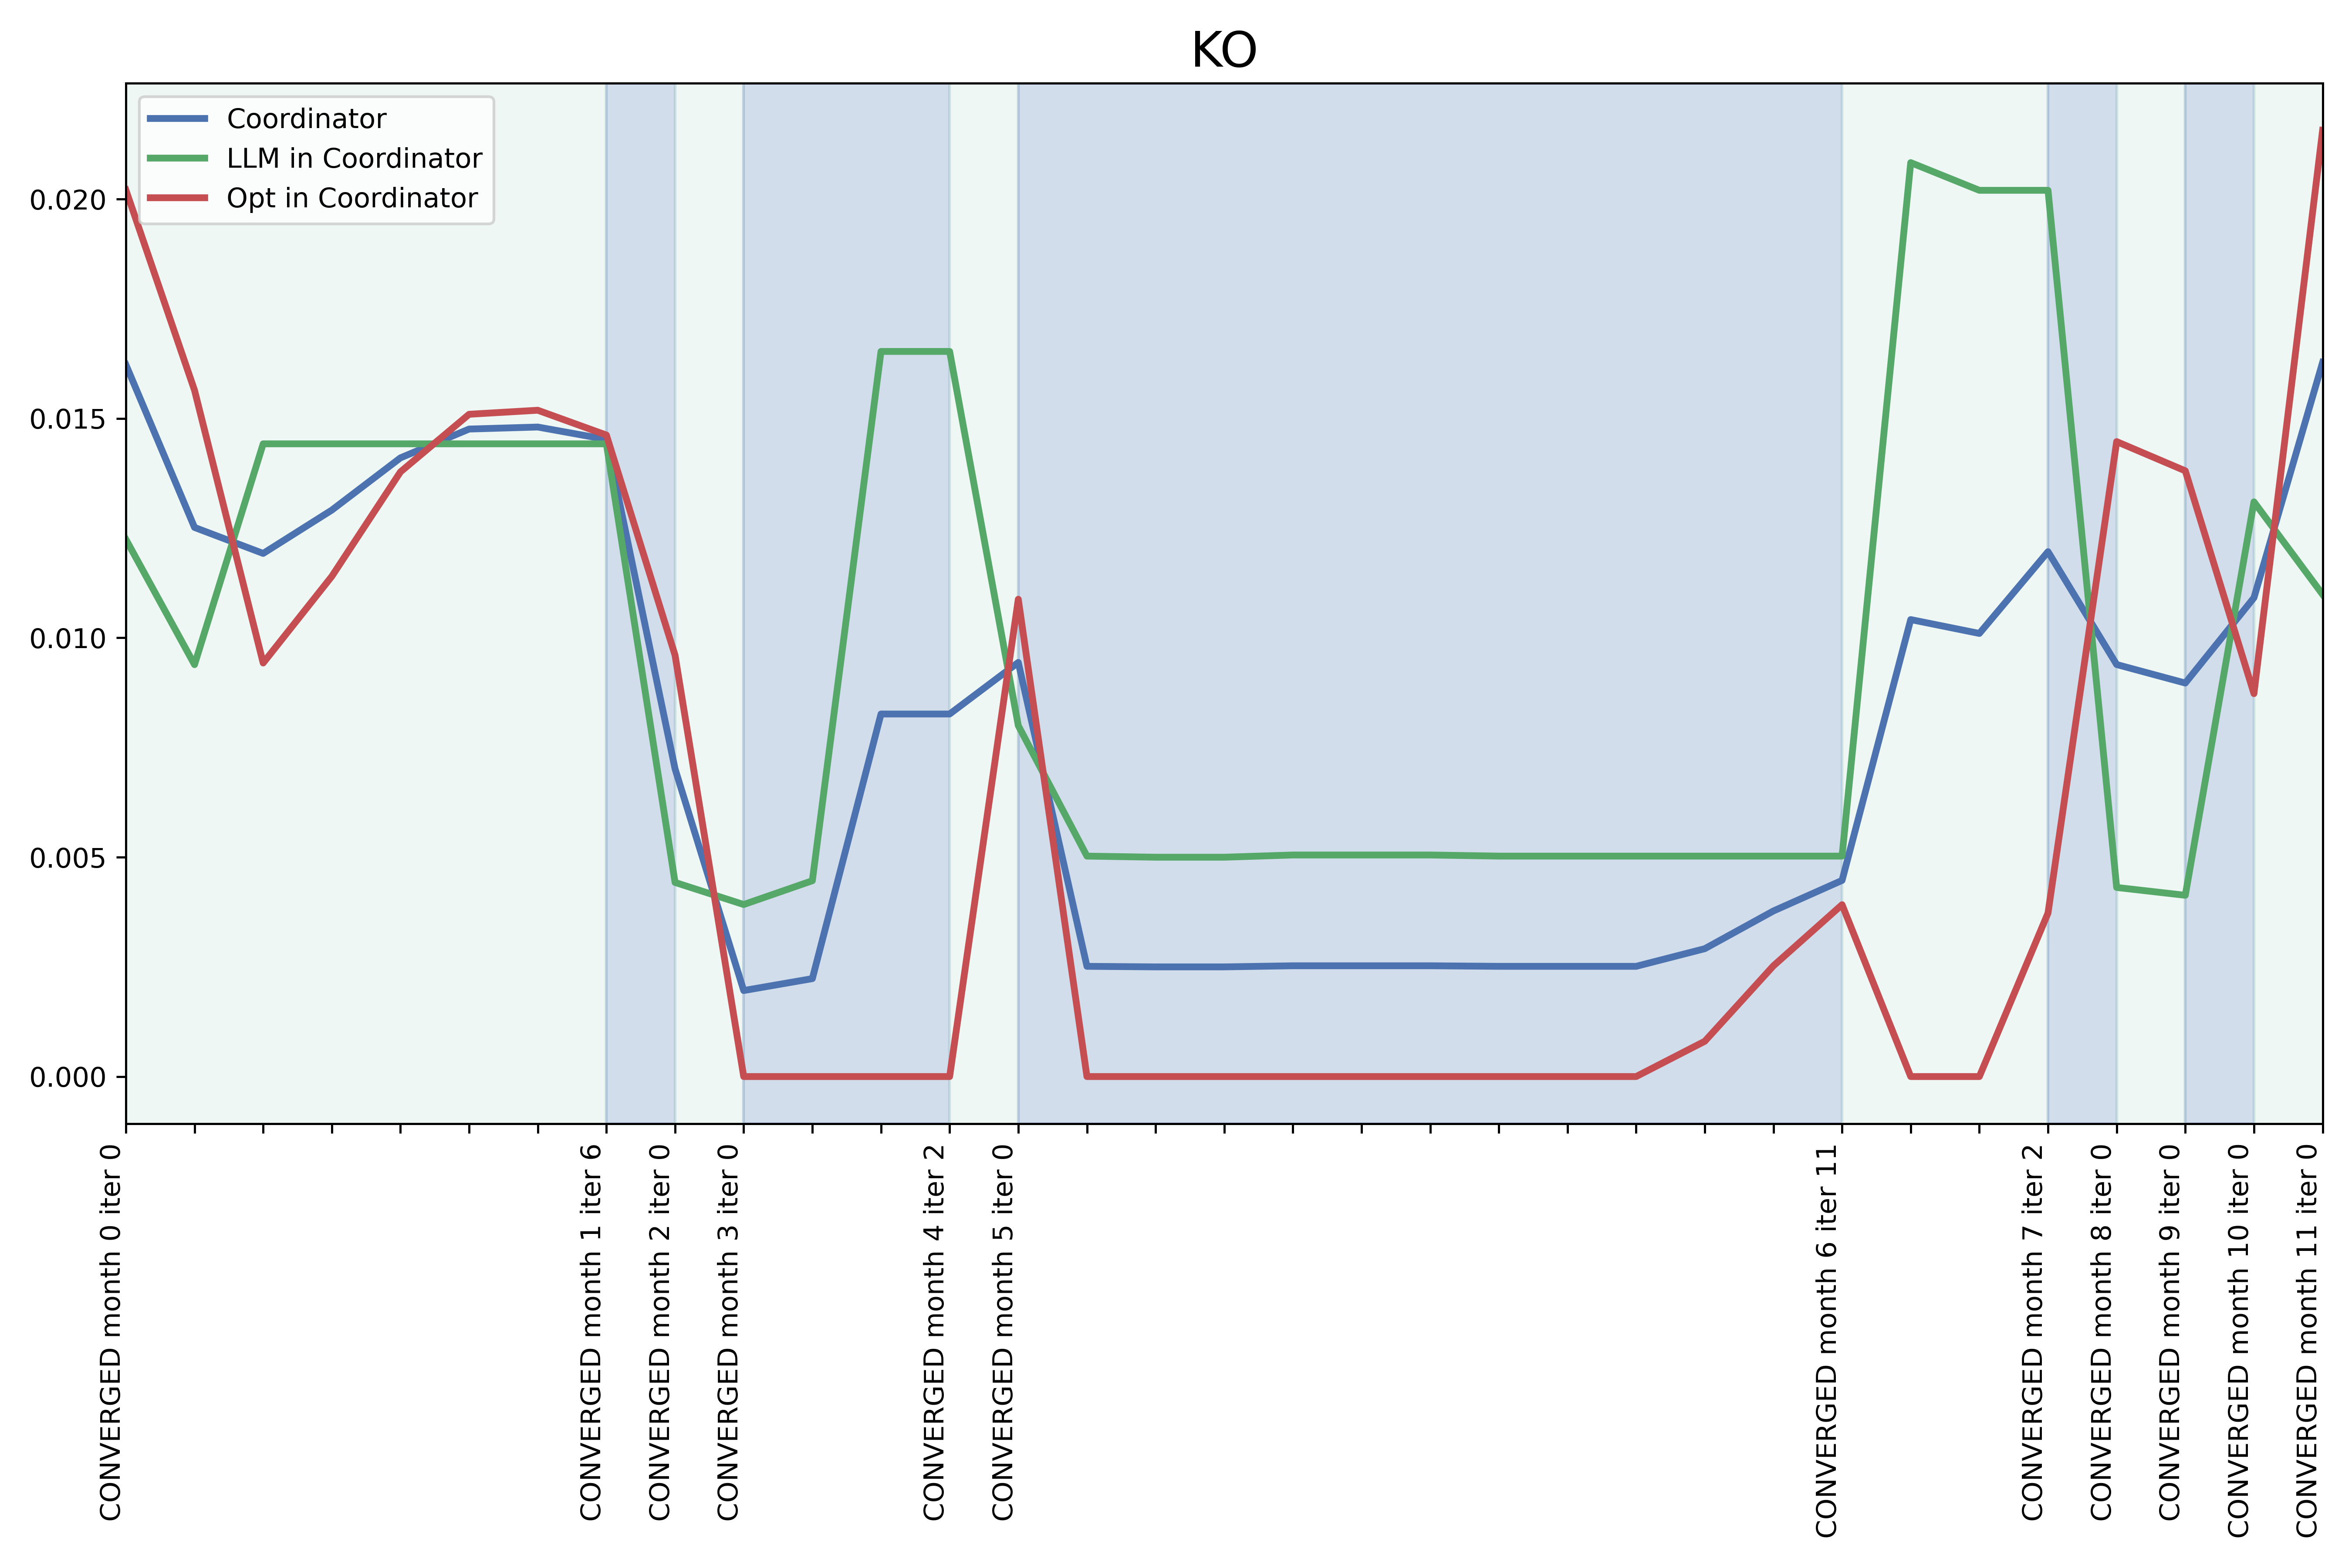 KO
Coordinator
LLM in Coordinator
Opt in Coordinator
0.020
0.015
0.010
0.005
0.000
CONVERGED month 0 iter 0
CONVERGED month 1 iter 6
CONVERGED month 2 iter 0
CONVERGED month 3 iter 0
CONVERGED month 4 iter 2
CONVERGED month 5 iter 0
CONVERGED month 6 iter 11
CONVERGED month 7 iter 2
CONVERGED month 8 iter 0
CONVERGED month 9 iter 0
CONVERGED month 10 iter 0
CONVERGED month 11 iter 0